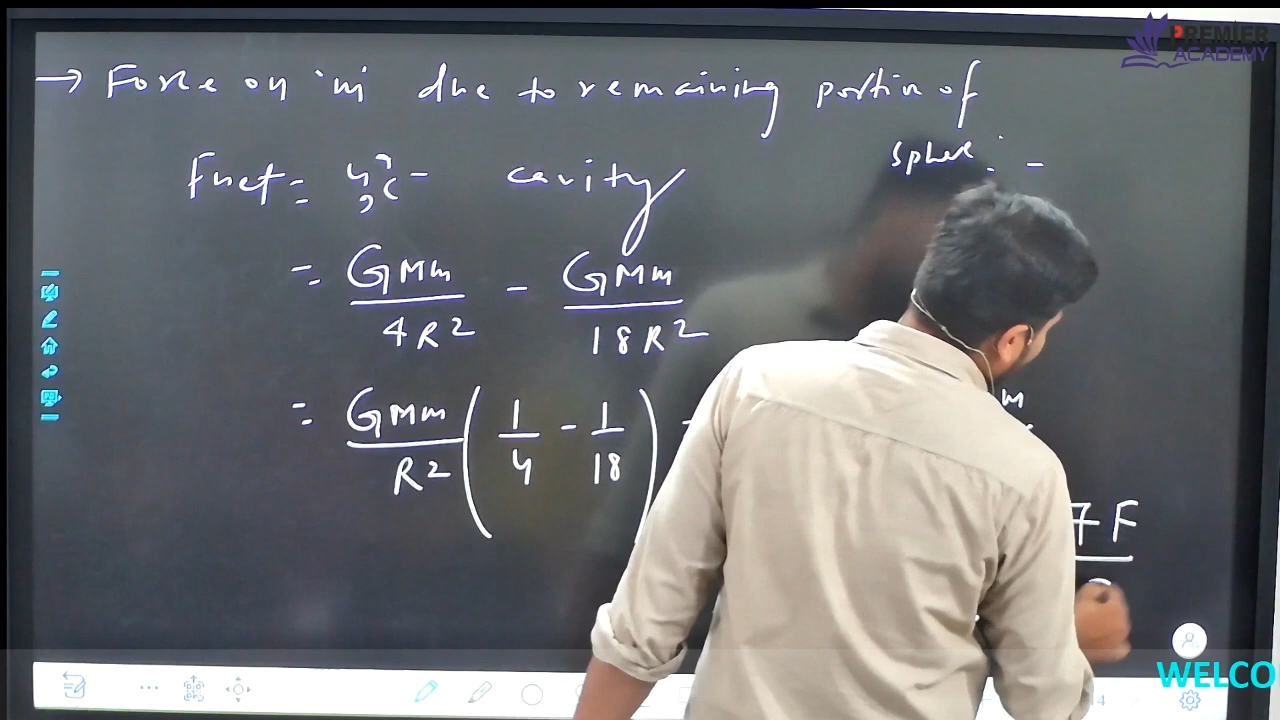 PREMIER
ACADEMY
→ Force on 'm' due to remaining portion of
sphere : -
Fnet =      - cavity
= GMm/4R² - GMm/18R²
= GMm/R² ( 1/4 - 1/18 )
m
7F
WELCO